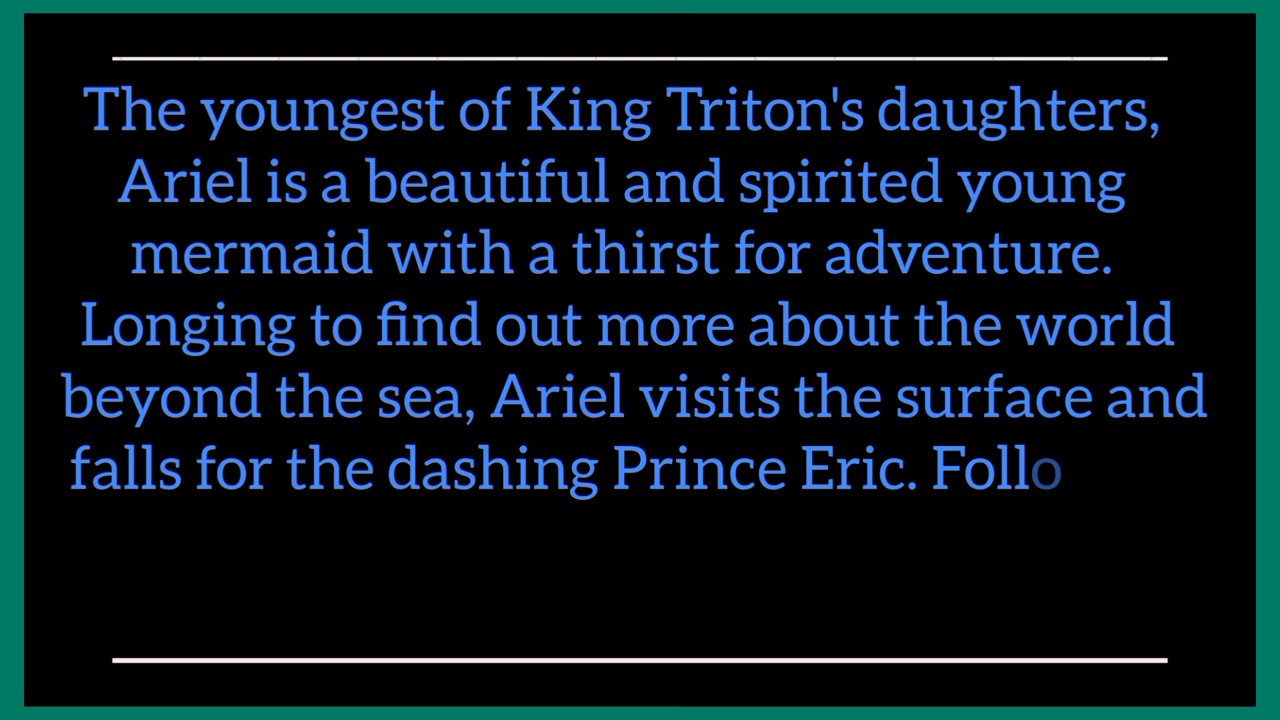 The youngest of King Triton's daughters,
Ariel is a beautiful and spirited young
mermaid with a thirst for adventure.
Longing to find out more about the world
beyond the sea, Ariel visits the surface and
falls for the dashing Prince Eric. Follo